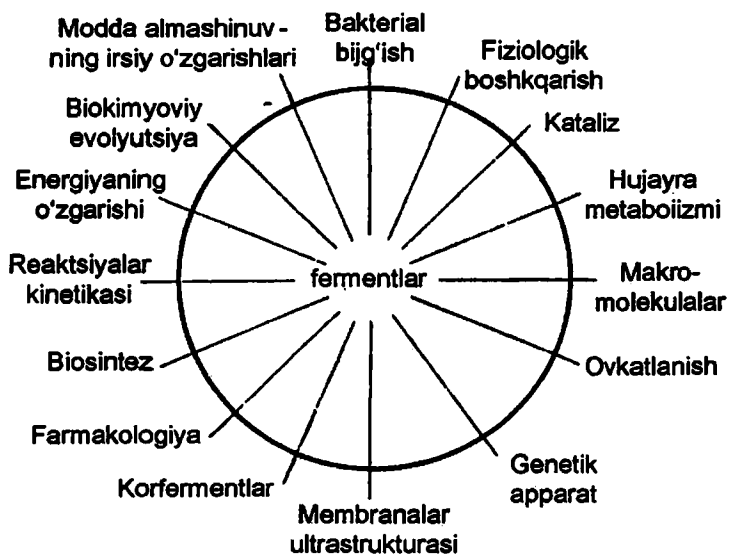 Modda almashinuv-
ning irsiy o‘zgarishlari
Bakterial
bijg‘ish
Fiziologik
boshkqarish
Kataliz
Hujayra
metaboiizmi
Makro-
molekulalar
Ovkatlanish
Genetik
apparat
Membranalar
ultrastrukturasi
Korfermentlar
Farmakologiya
Biosintez
Reaktsiyalar
kinetikasi
Energiyaning
o‘zgarishi
Biokimyoviy
evolyutsiya
fermentlar